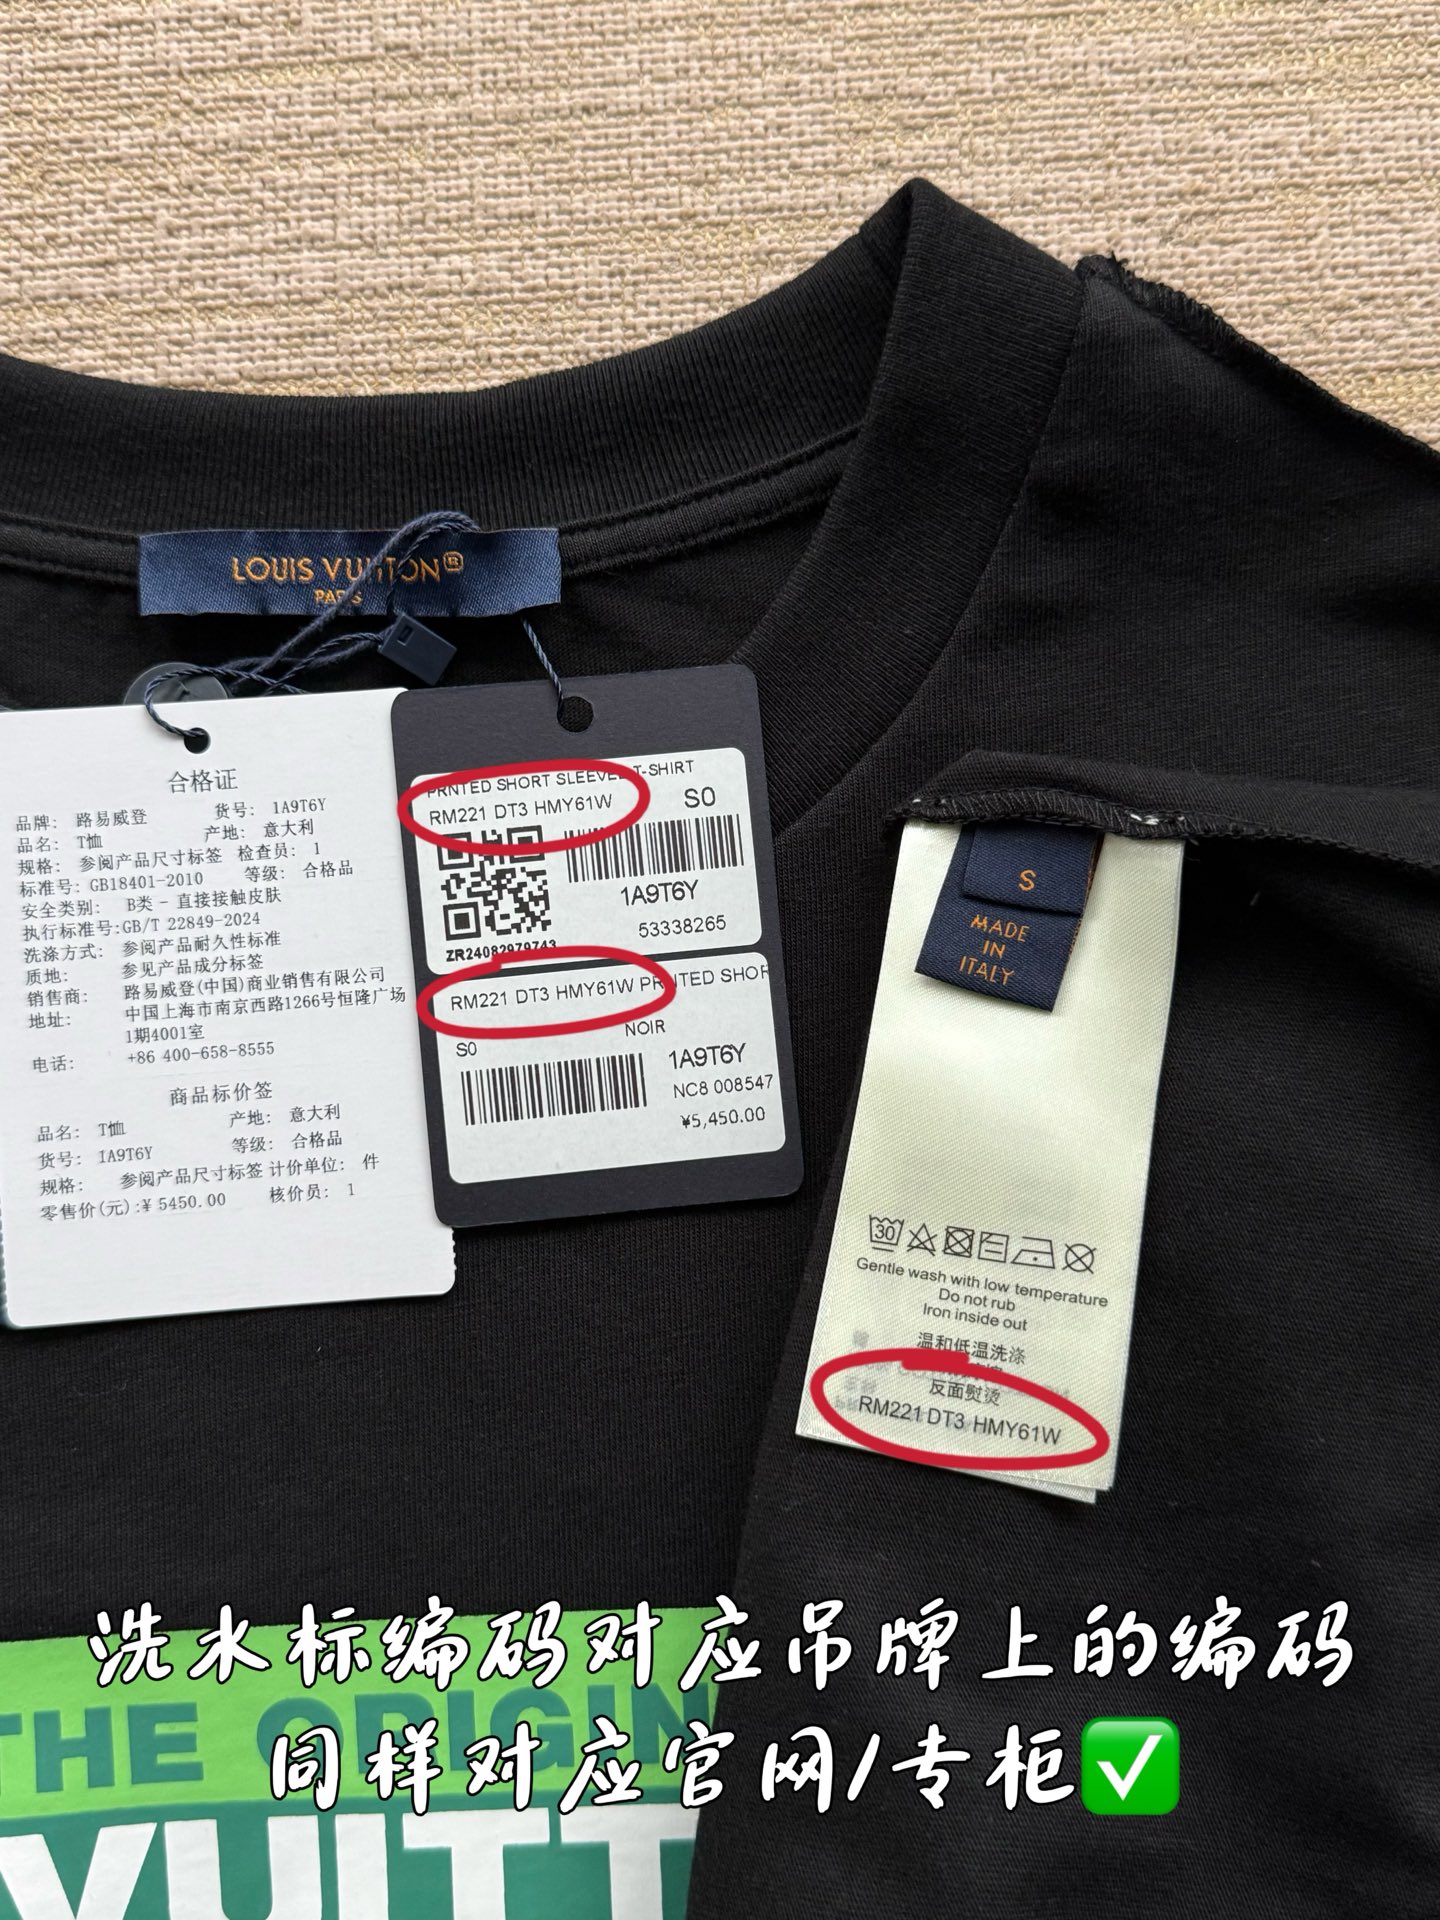 LOUIS VUITTON®
PARIS
合格证
品牌: 路易威登 货号: 1A9T6Y
品名: T恤 产地: 意大利
规格: 参阅产品尺寸标签 检查员: 1
标准号: GB18401-2010 等级: 合格品
安全类别: B类 - 直接接触皮肤
执行标准号:GB/T 22849-2024
洗涤方式: 参阅产品耐久性标准
质地: 参见产品成分标签
销售商: 路易威登(中国)商业销售有限公司
地址: 中国上海市南京西路1266号恒隆广场
1期4001室
电话: +86 400-658-8555
商品标价签
品名: T恤 产地: 意大利
货号: 1A9T6Y 等级: 合格品
规格: 参阅产品尺寸标签 计价单位: 件
零售价(元):¥ 5450.00 核价员: 1
PRNTED SHORT SLEEVED T-SHIRT
RM221 DT3 HMY61W S0
1A9T6Y
53338265
ZR24082979743
RM221 DT3 HMY61W PRNTED SHOR
NOIR
S0
1A9T6Y
NC8 008547
¥5,450.00
S
MADE
IN
ITALY
30
Gentle wash with low temperature
Do not rub
Iron inside out
温和低温洗涤
反面熨烫
RM221 DT3 HMY61W
洗水标编码对应吊牌上的编码
同样对应官网/专柜✅
THE ORIGIN
VUITT